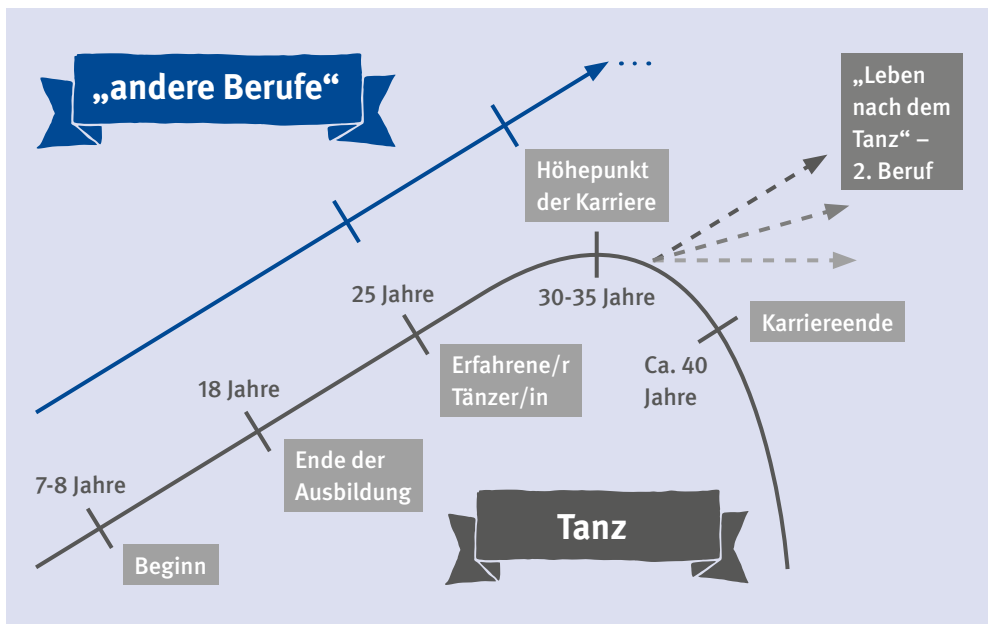 „andere Berufe“
...
„Leben
nach dem
Tanz“ –
2. Beruf
Höhepunkt
der Karriere
30-35 Jahre
25 Jahre
Karriereende
Erfahrene/r
Tänzer/in
Ca. 40
Jahre
18 Jahre
Ende der
Ausbildung
7-8 Jahre
Tanz
Beginn